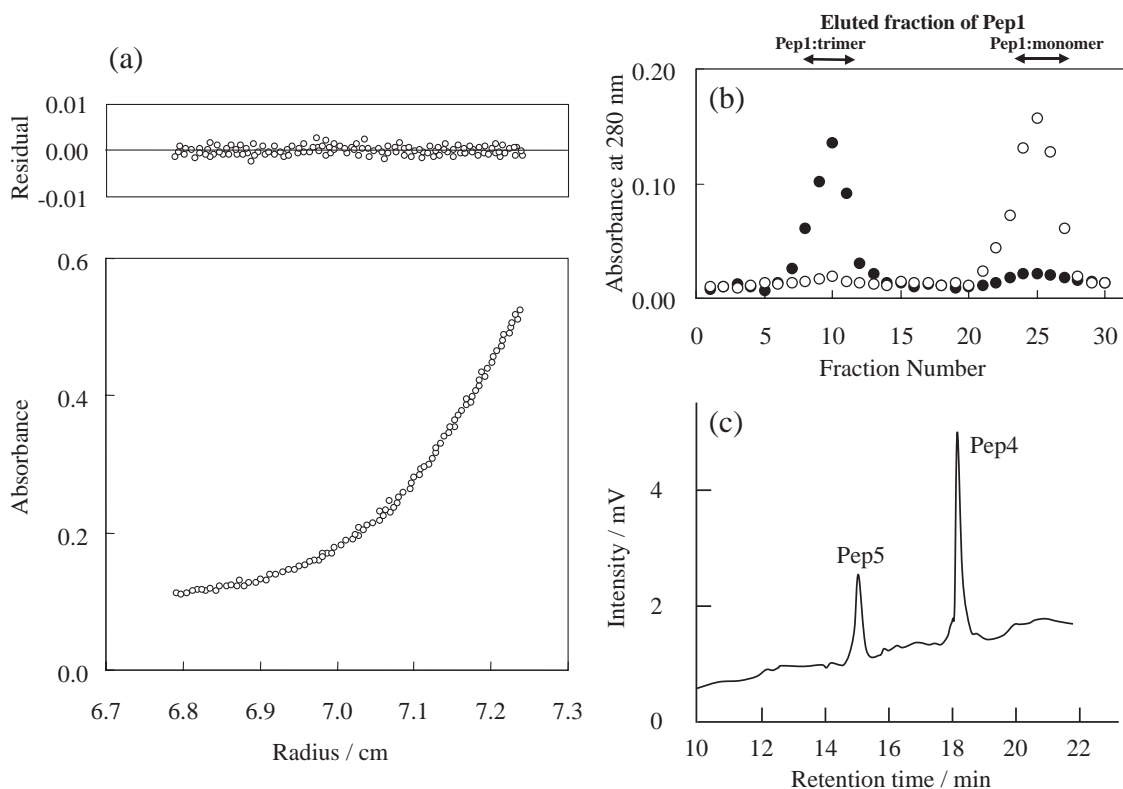 (a)
0.01
0.00
-0.01
Residual
0.6
0.4
0.2
0.0
Absorbance
6.7 6.8 6.9 7.0 7.1 7.2 7.3
Radius / cm
Eluted fraction of Pep1
Pep1:trimer Pep1:monomer
(b)
0.20
0.10
0.00
Absorbance at 280 nm
0 5 10 15 20 25 30
Fraction Number
(c)
Pep4
Pep5
4
2
0
Intensity / mV
10 12 14 16 18 20 22
Retention time / min